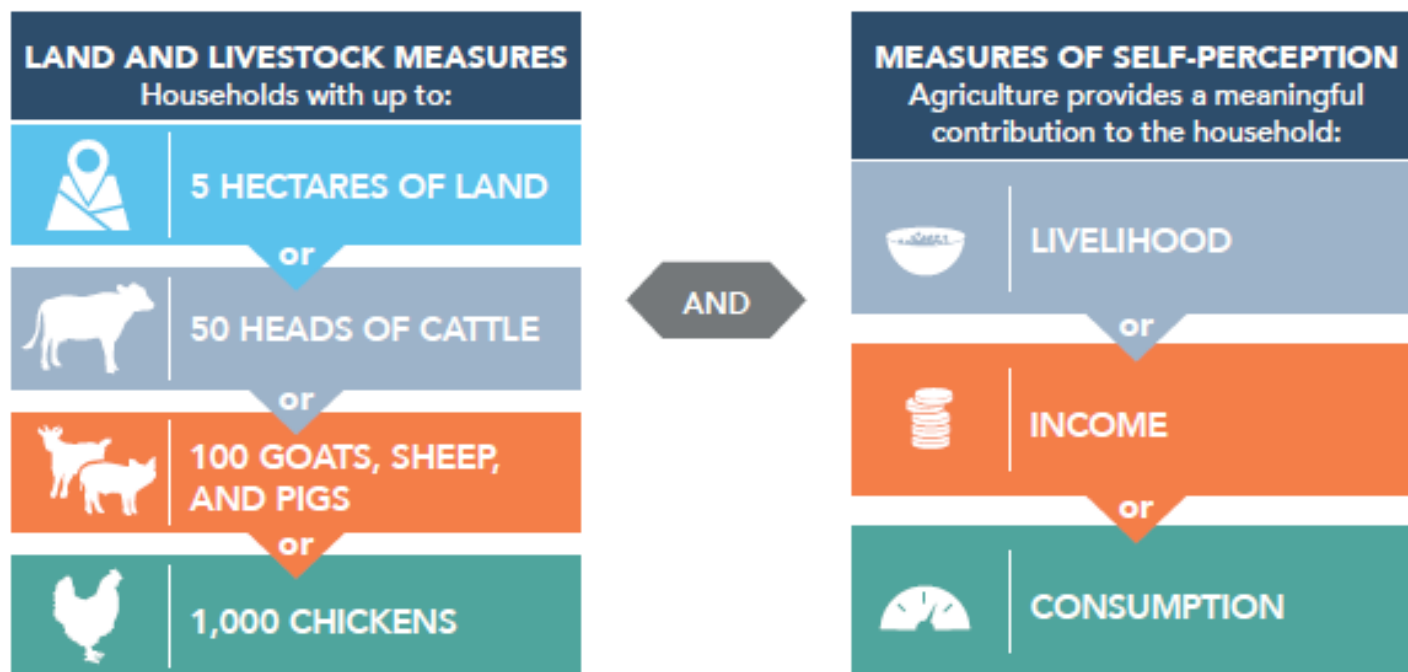 LAND AND LIVESTOCK MEASURES
Households with up to:
5 HECTARES OF LAND
or
50 HEADS OF CATTLE
or
100 GOATS, SHEEP,
AND PIGS
or
1,000 CHICKENS
AND
MEASURES OF SELF-PERCEPTION
Agriculture provides a meaningful
contribution to the household:
LIVELIHOOD
or
INCOME
or
CONSUMPTION